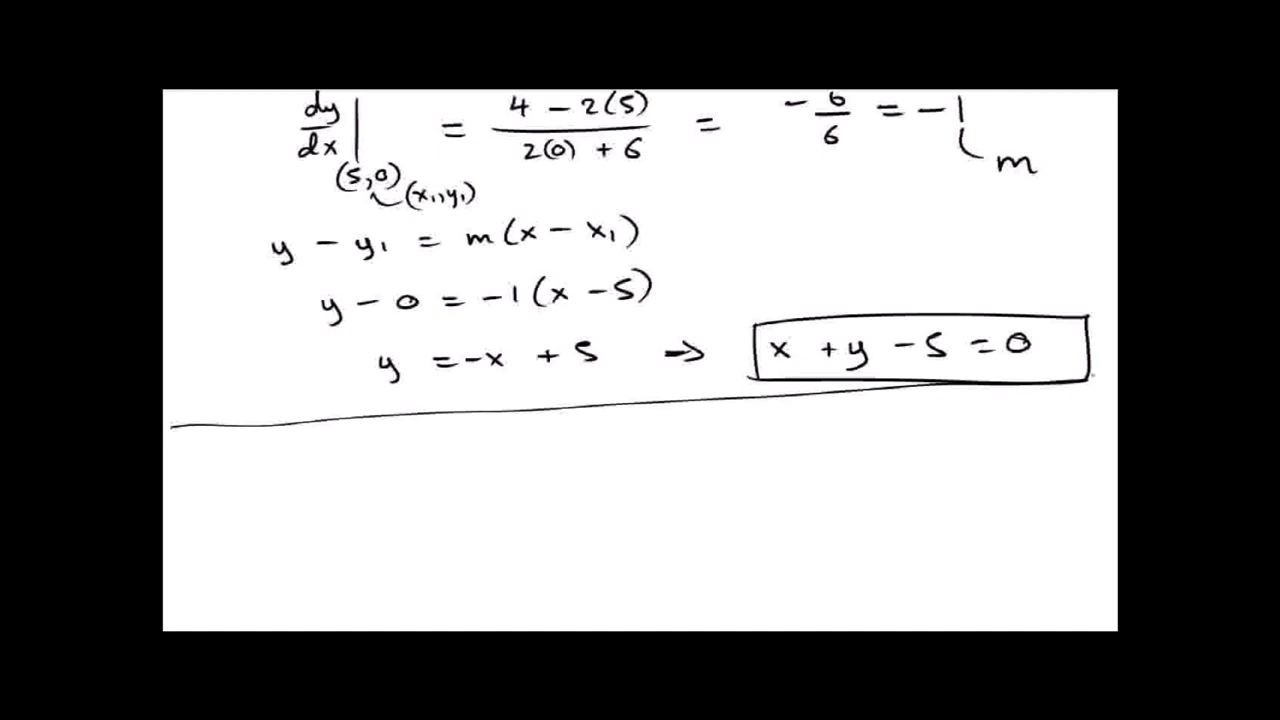 dy/dx |(5,0) = (4 - 2(5))/(2(0) + 6) = -6/6 = -1 m
(x₁,y₁)
y - y₁ = m(x - x₁)
y - 0 = -1(x - 5)
y = -x + 5 ⇒ x + y - 5 = 0